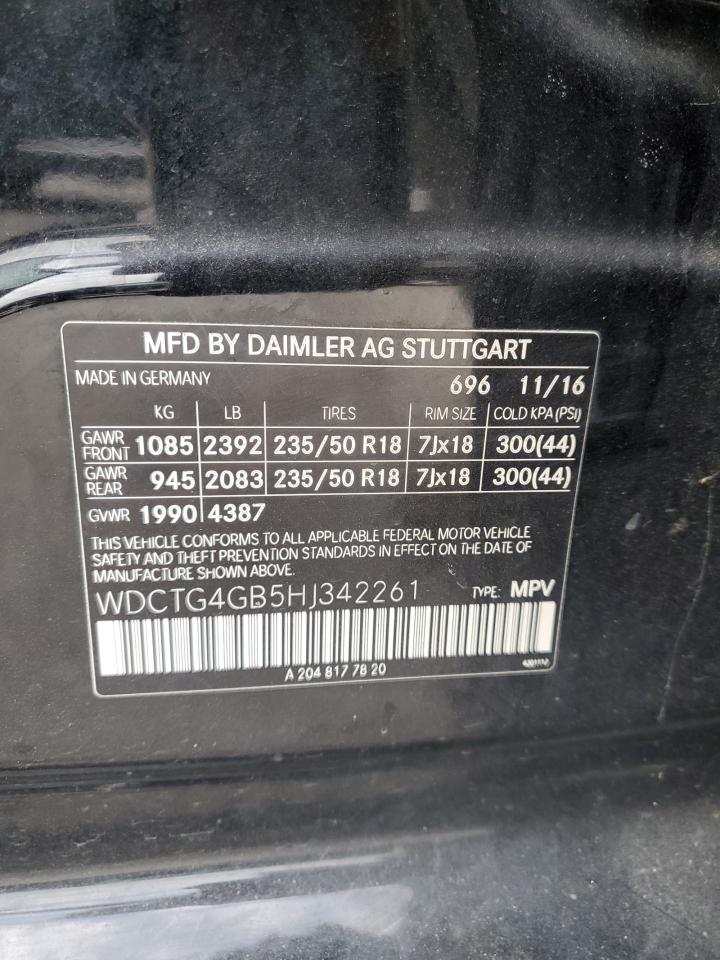 MFD BY DAIMLER AG STUTTGART
MADE IN GERMANY 696 11/16
KG LB TIRES RIM SIZE COLD KPA (PSI)
GAWR FRONT 1085 2392 235/50 R18 7Jx18 300(44)
GAWR REAR 945 2083 235/50 R18 7Jx18 300(44)
GVWR 1990 4387
THIS VEHICLE CONFORMS TO ALL APPLICABLE FEDERAL MOTOR VEHICLE
SAFETY AND THEFT PREVENTION STANDARDS IN EFFECT ON THE DATE OF
MANUFACTURE SHOWN ABOVE.
WDCTG4GB5HJ342261 TYPE: MPV
A 204 817 78 20